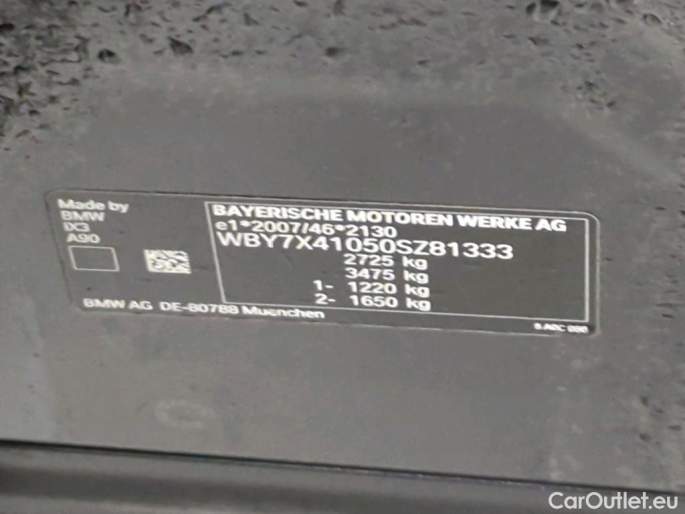 Made by
BMW
iX3
A90
BAYERISCHE MOTOREN WERKE AG
e1*2007/46*2130
WBY7X41050SZ81333
2725 kg
3475 kg
1- 1220 kg
2- 1650 kg
BMW AG DE-80788 Muenchen
CarOutlet.eu